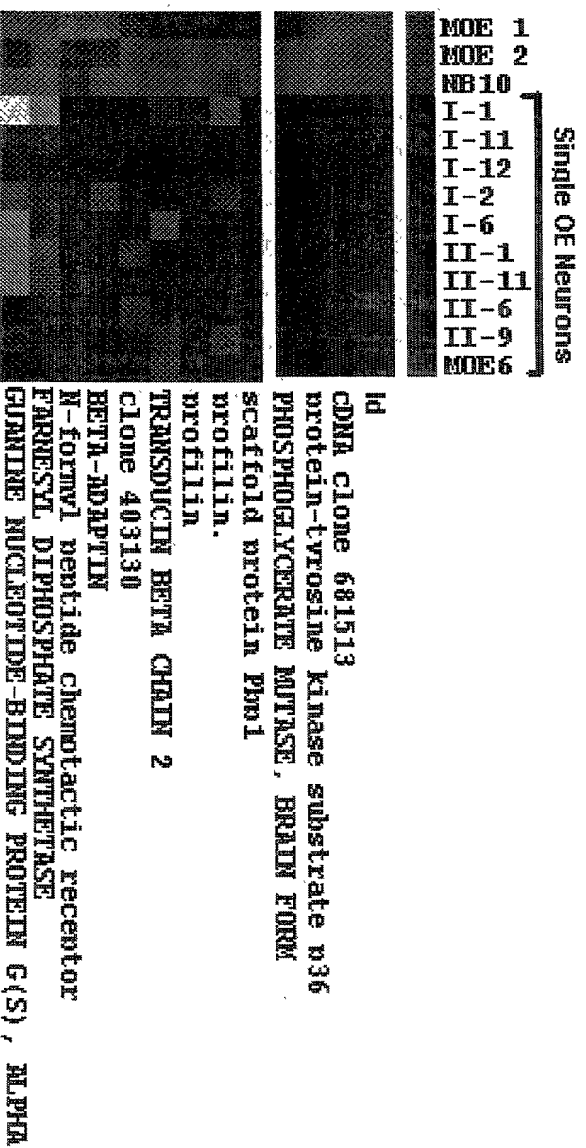 Single OE Neurons
MOE 1
MOE 2
NB10
I-1
I-11
I-12
I-2
I-6
II-1
II-11
II-6
II-9
MOE6
Id
cDNA clone 681513
protein-tyrosine kinase substrate p36
PHOSPHOGLYCERATE MUTASE, BRAIN FORM
scaffold protein Pbp1
profilin.
profilin
TRANSDUCIN BETA CHAIN 2
clone 403130
BETA-ADAPTIN
N-formyl peptide chemotactic receptor
FARNESYL DIPHOSPHATE SYNTHETASE
GUANINE NUCLEOTIDE-BINDING PROTEIN G(S), ALPHA